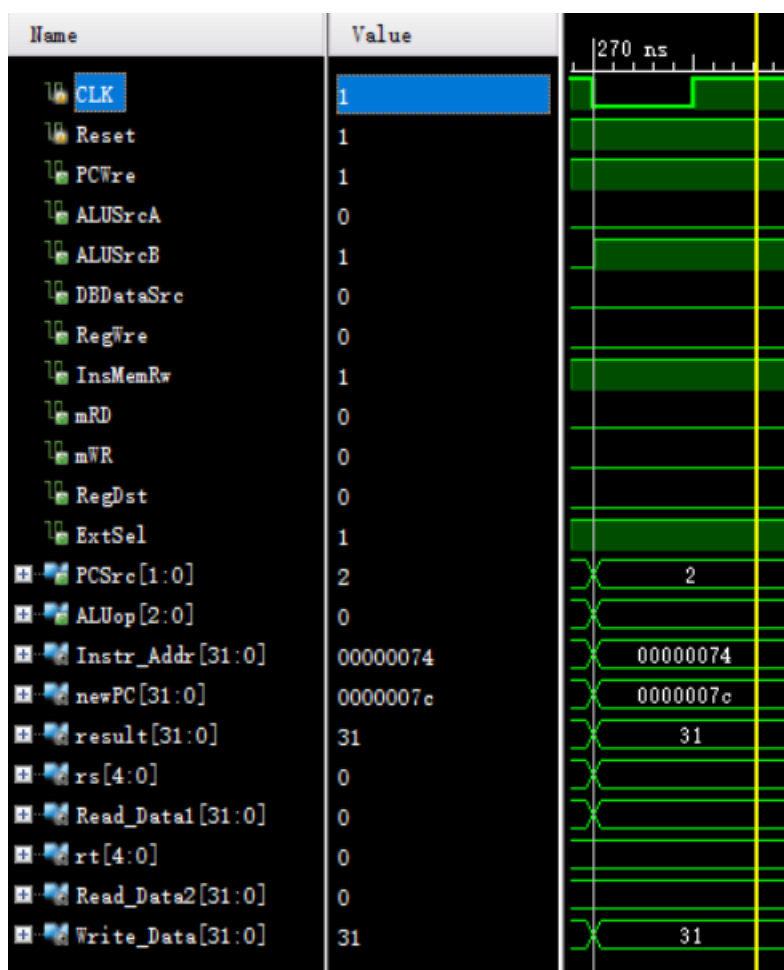 Name Value 270 ns
CLK 1
Reset 1
PCWre 1
ALUSrcA 0
ALUSrcB 1
DBDataSrc 0
RegWre 0
InsMemRw 1
mRD 0
mWR 0
RegDst 0
ExtSel 1
PCSrc[1:0] 2 2
ALUop[2:0] 0
Instr_Addr[31:0] 00000074 00000074
newPC[31:0] 0000007c 0000007c
result[31:0] 31 31
rs[4:0] 0
Read_Data1[31:0] 0
rt[4:0] 0
Read_Data2[31:0] 0
Write_Data[31:0] 31 31